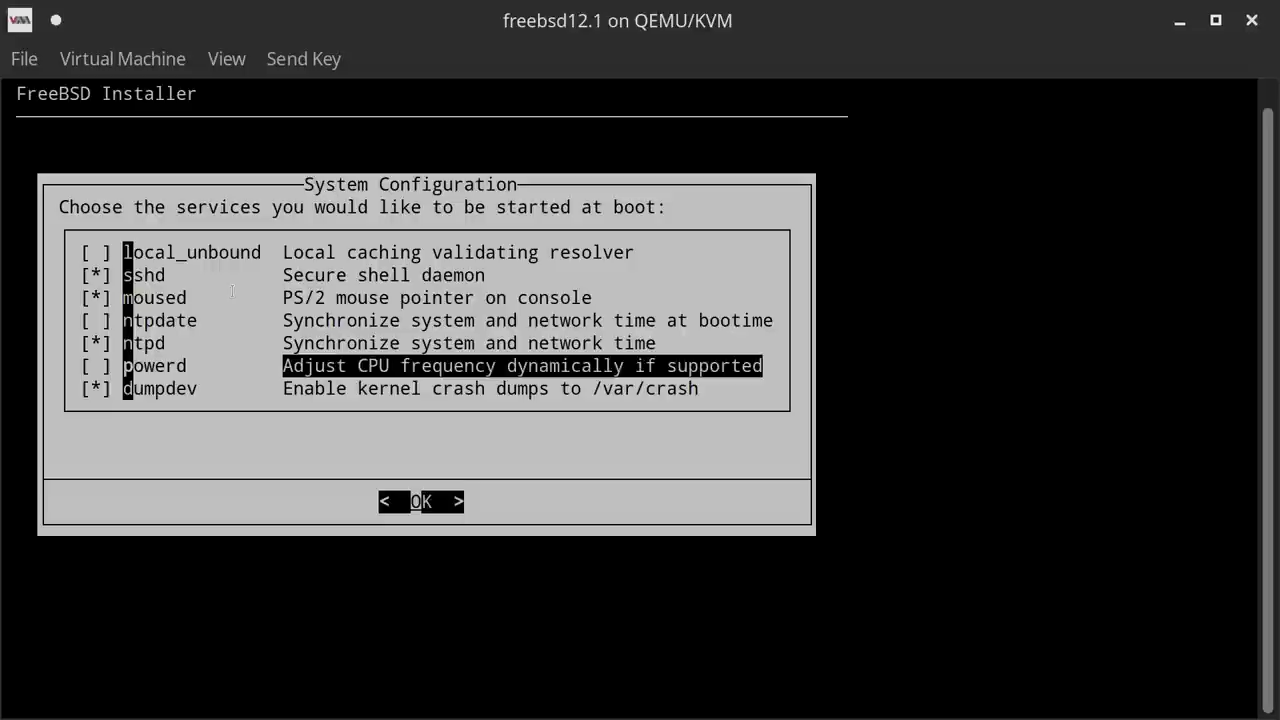 freebsd12.1 on QEMU/KVM
File Virtual Machine View Send Key
FreeBSD Installer
System Configuration
Choose the services you would like to be started at boot:
[ ] local_unbound Local caching validating resolver
[*] sshd Secure shell daemon
[*] moused PS/2 mouse pointer on console
[ ] ntpdate Synchronize system and network time at bootime
[*] ntpd Synchronize system and network time
[ ] powerd Adjust CPU frequency dynamically if supported
[*] dumpdev Enable kernel crash dumps to /var/crash
< OK >